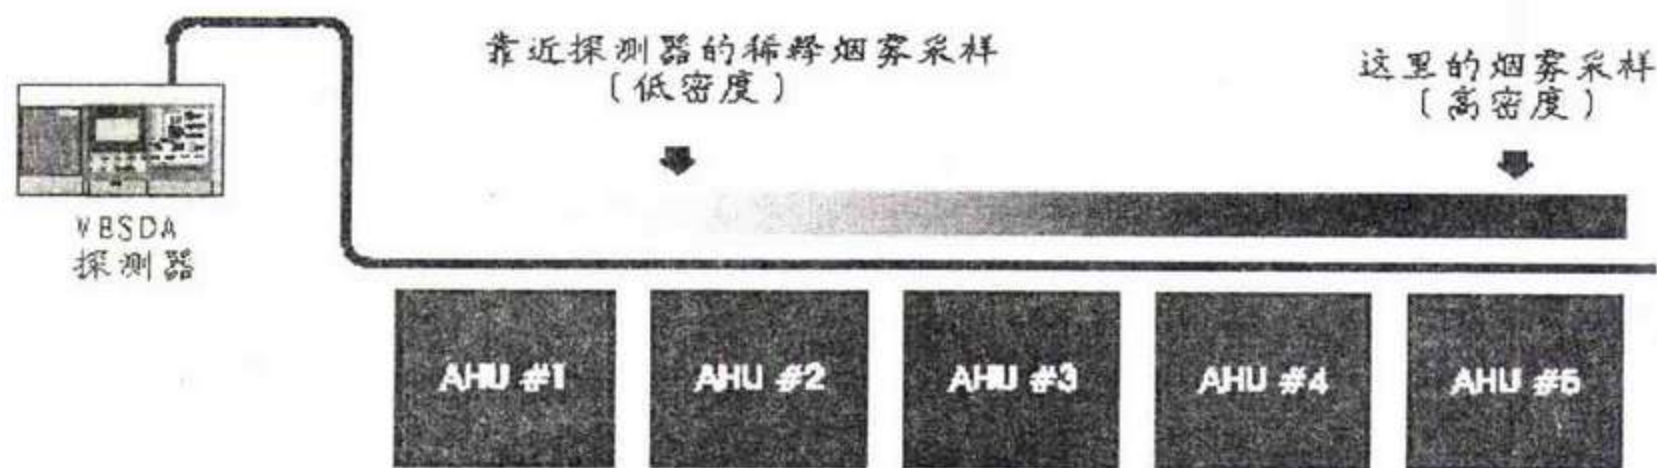 靠近探测器的稀释烟雾采样
（低密度）
这里的烟雾采样
（高密度）
VESDA
探测器
AHU #1
AHU #2
AHU #3
AHU #4
AHU #5